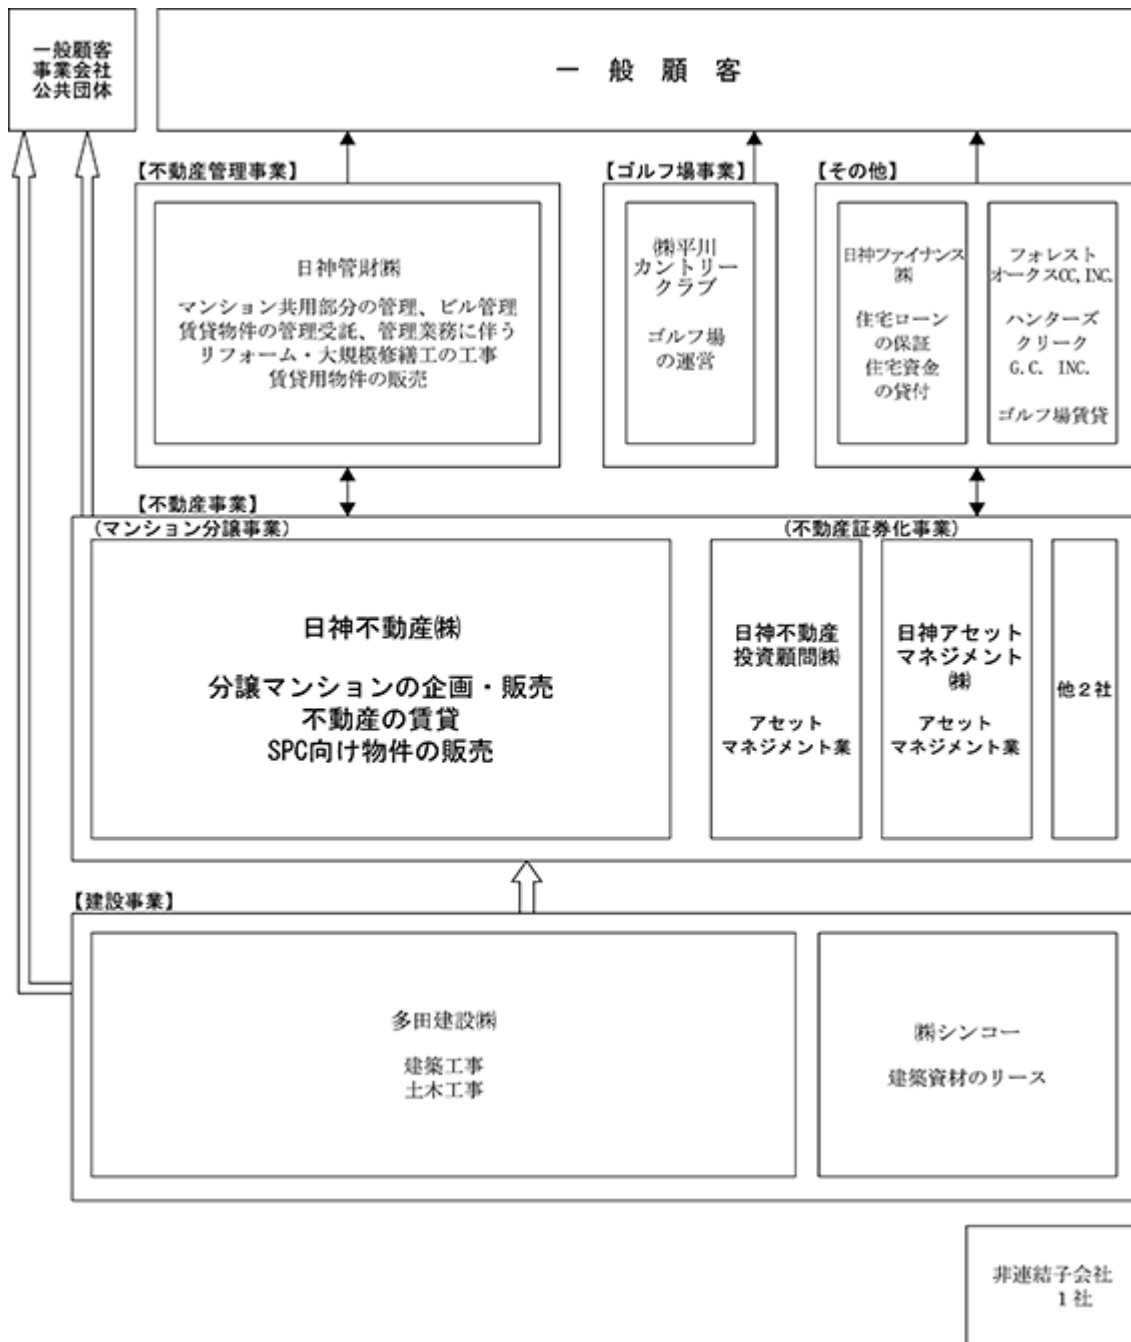 一般顧客
事業会社
公共団体
一般顧客
【不動産管理事業】
日神管財㈱
マンション共用部分の管理、ビル管理
賃貸物件の管理受託、管理業務に伴う
リフォーム・大規模修繕工の工事
賃貸用物件の販売
【ゴルフ場事業】
㈱平川
カントリー
クラブ
ゴルフ場
の運営
【その他】
日神ファイナンス
㈱
住宅ローン
の保証
住宅資金
の貸付
フォレスト
オークスCC,INC.
ハンターズ
クリーク
G.C. INC.
ゴルフ場賃貸
【不動産事業】
(マンション分譲事業)
日神不動産㈱
分譲マンションの企画・販売
不動産の賃貸
SPC向け物件の販売
(不動産証券化事業)
日神不動産
投資顧問㈱
アセット
マネジメント業
日神アセット
マネジメント
㈱
アセット
マネジメント業
他２社
【建設事業】
多田建設㈱
建築工事
土木工事
㈱シンコー
建築資材のリース
非連結子会社
１社